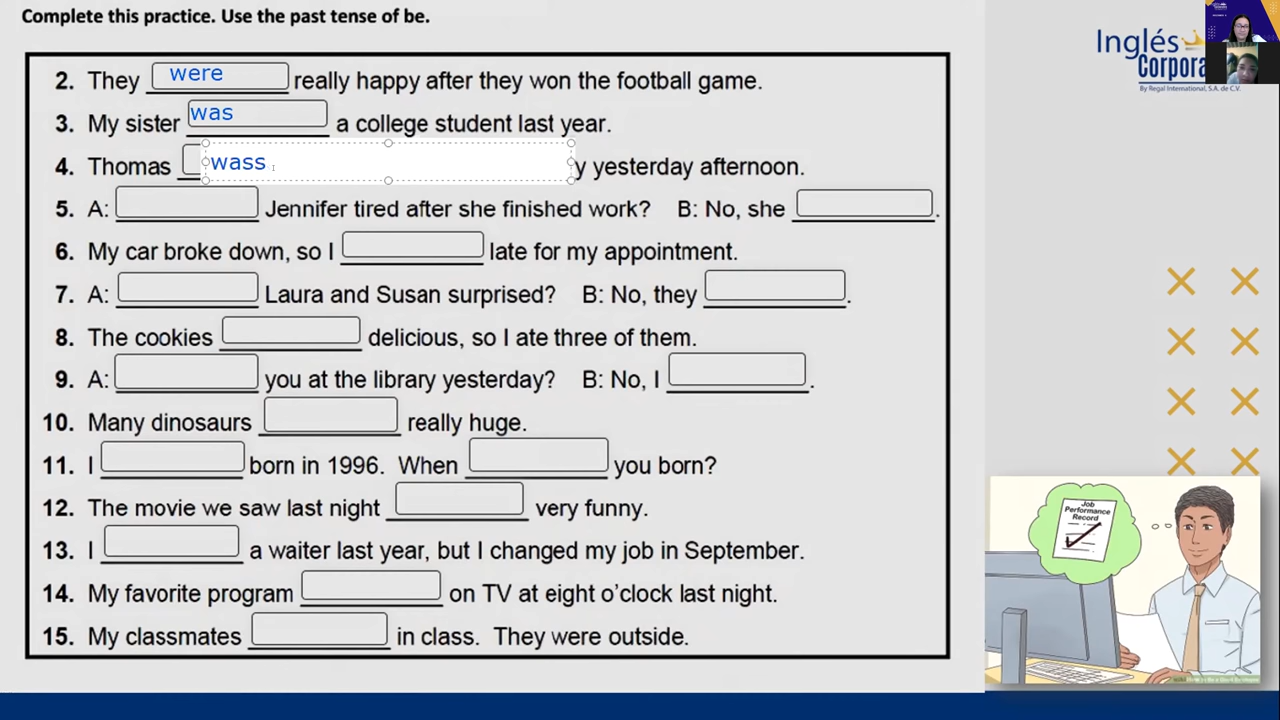 Complete this practice. Use the past tense of be.
2. They were really happy after they won the football game.
3. My sister was a college student last year.
4. Thomas wass y yesterday afternoon.
5. A: Jennifer tired after she finished work? B: No, she .
6. My car broke down, so I late for my appointment.
7. A: Laura and Susan surprised? B: No, they .
8. The cookies delicious, so I ate three of them.
9. A: you at the library yesterday? B: No, I .
10. Many dinosaurs really huge.
11. I born in 1996. When you born?
12. The movie we saw last night very funny.
13. I a waiter last year, but I changed my job in September.
14. My favorite program on TV at eight o'clock last night.
15. My classmates in class. They were outside.
Inglés
Corpora
By Regal International, S.A. de C.V.
Job
Performance
Record